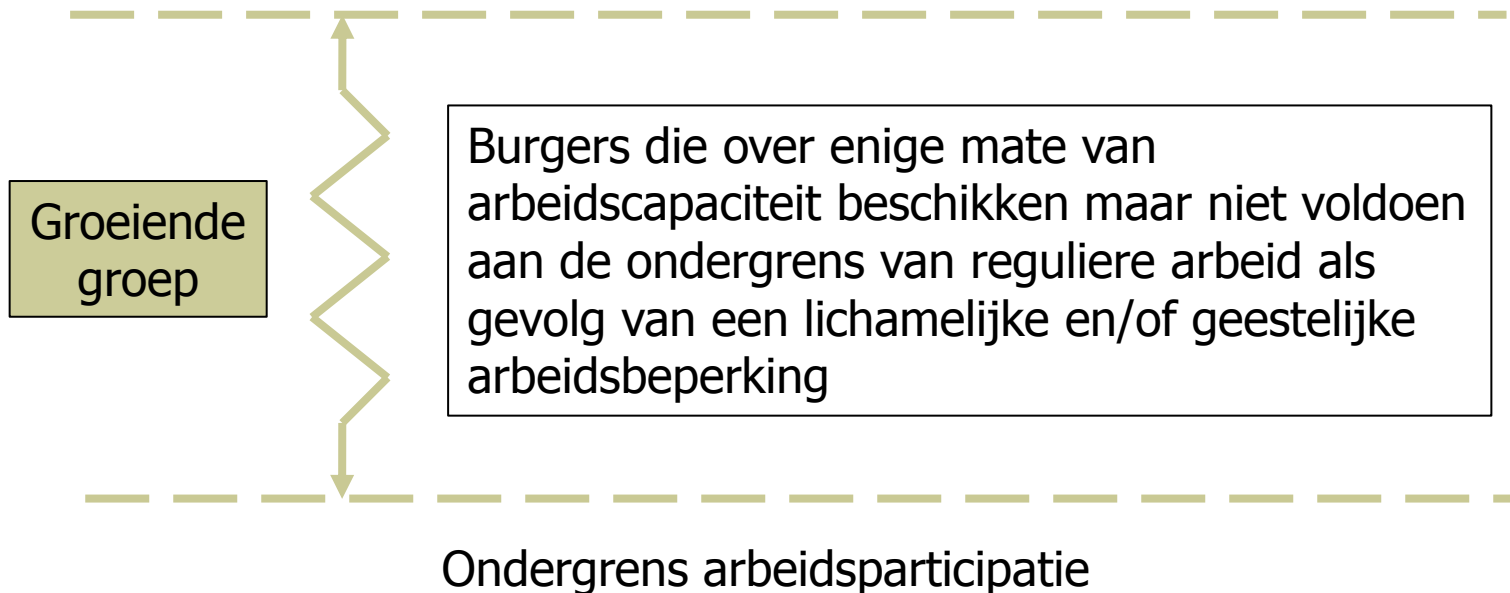 Groeiende
groep
Burgers die over enige mate van
arbeidscapaciteit beschikken maar niet voldoen
aan de ondergrens van reguliere arbeid als
gevolg van een lichamelijke en/of geestelijke
arbeidsbeperking
Ondergrens arbeidsparticipatie